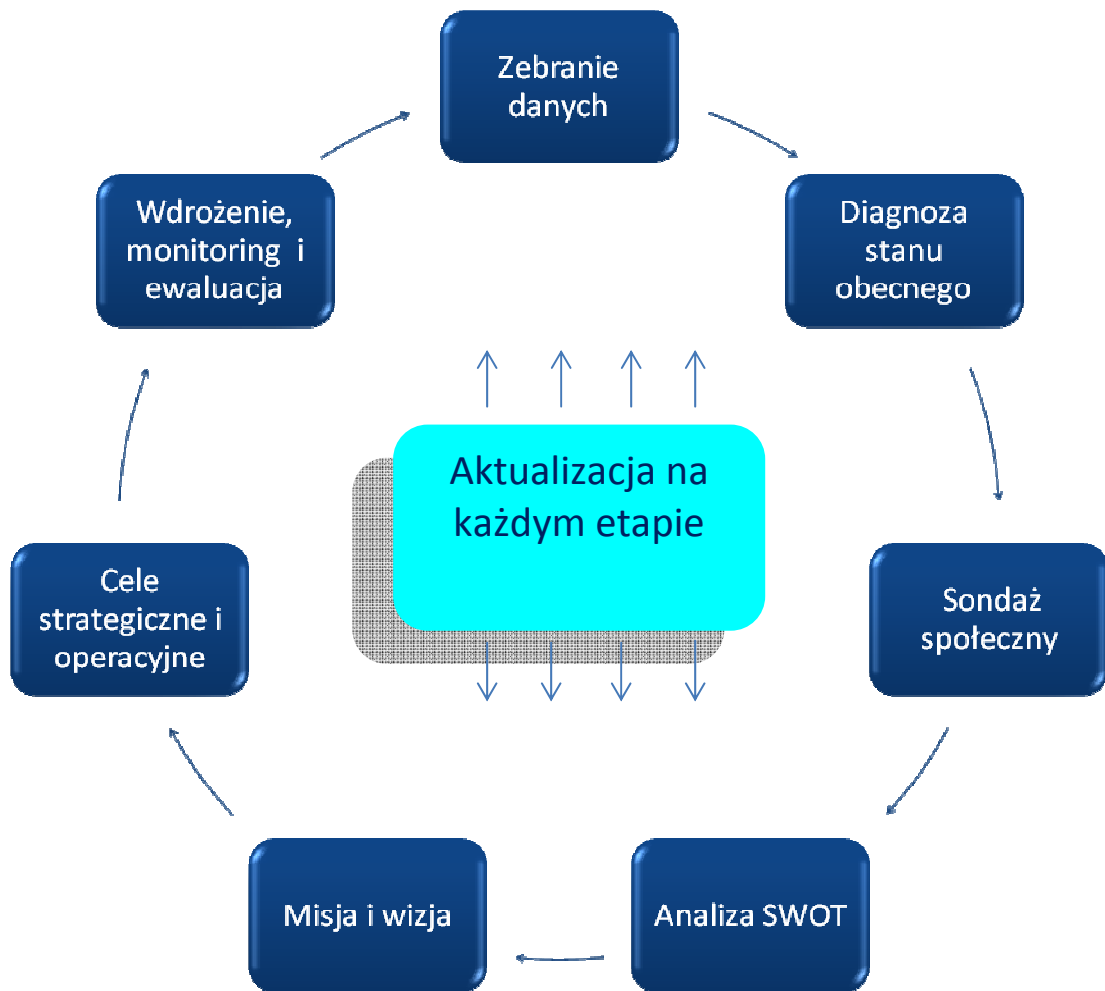 Zebranie
danych
Diagnoza
stanu
obecnego
Sondaż
społeczny
Analiza SWOT
Misja i wizja
Cele
strategiczne i
operacyjne
Wdrożenie,
monitoring i
ewaluacja
Aktualizacja na
każdym etapie